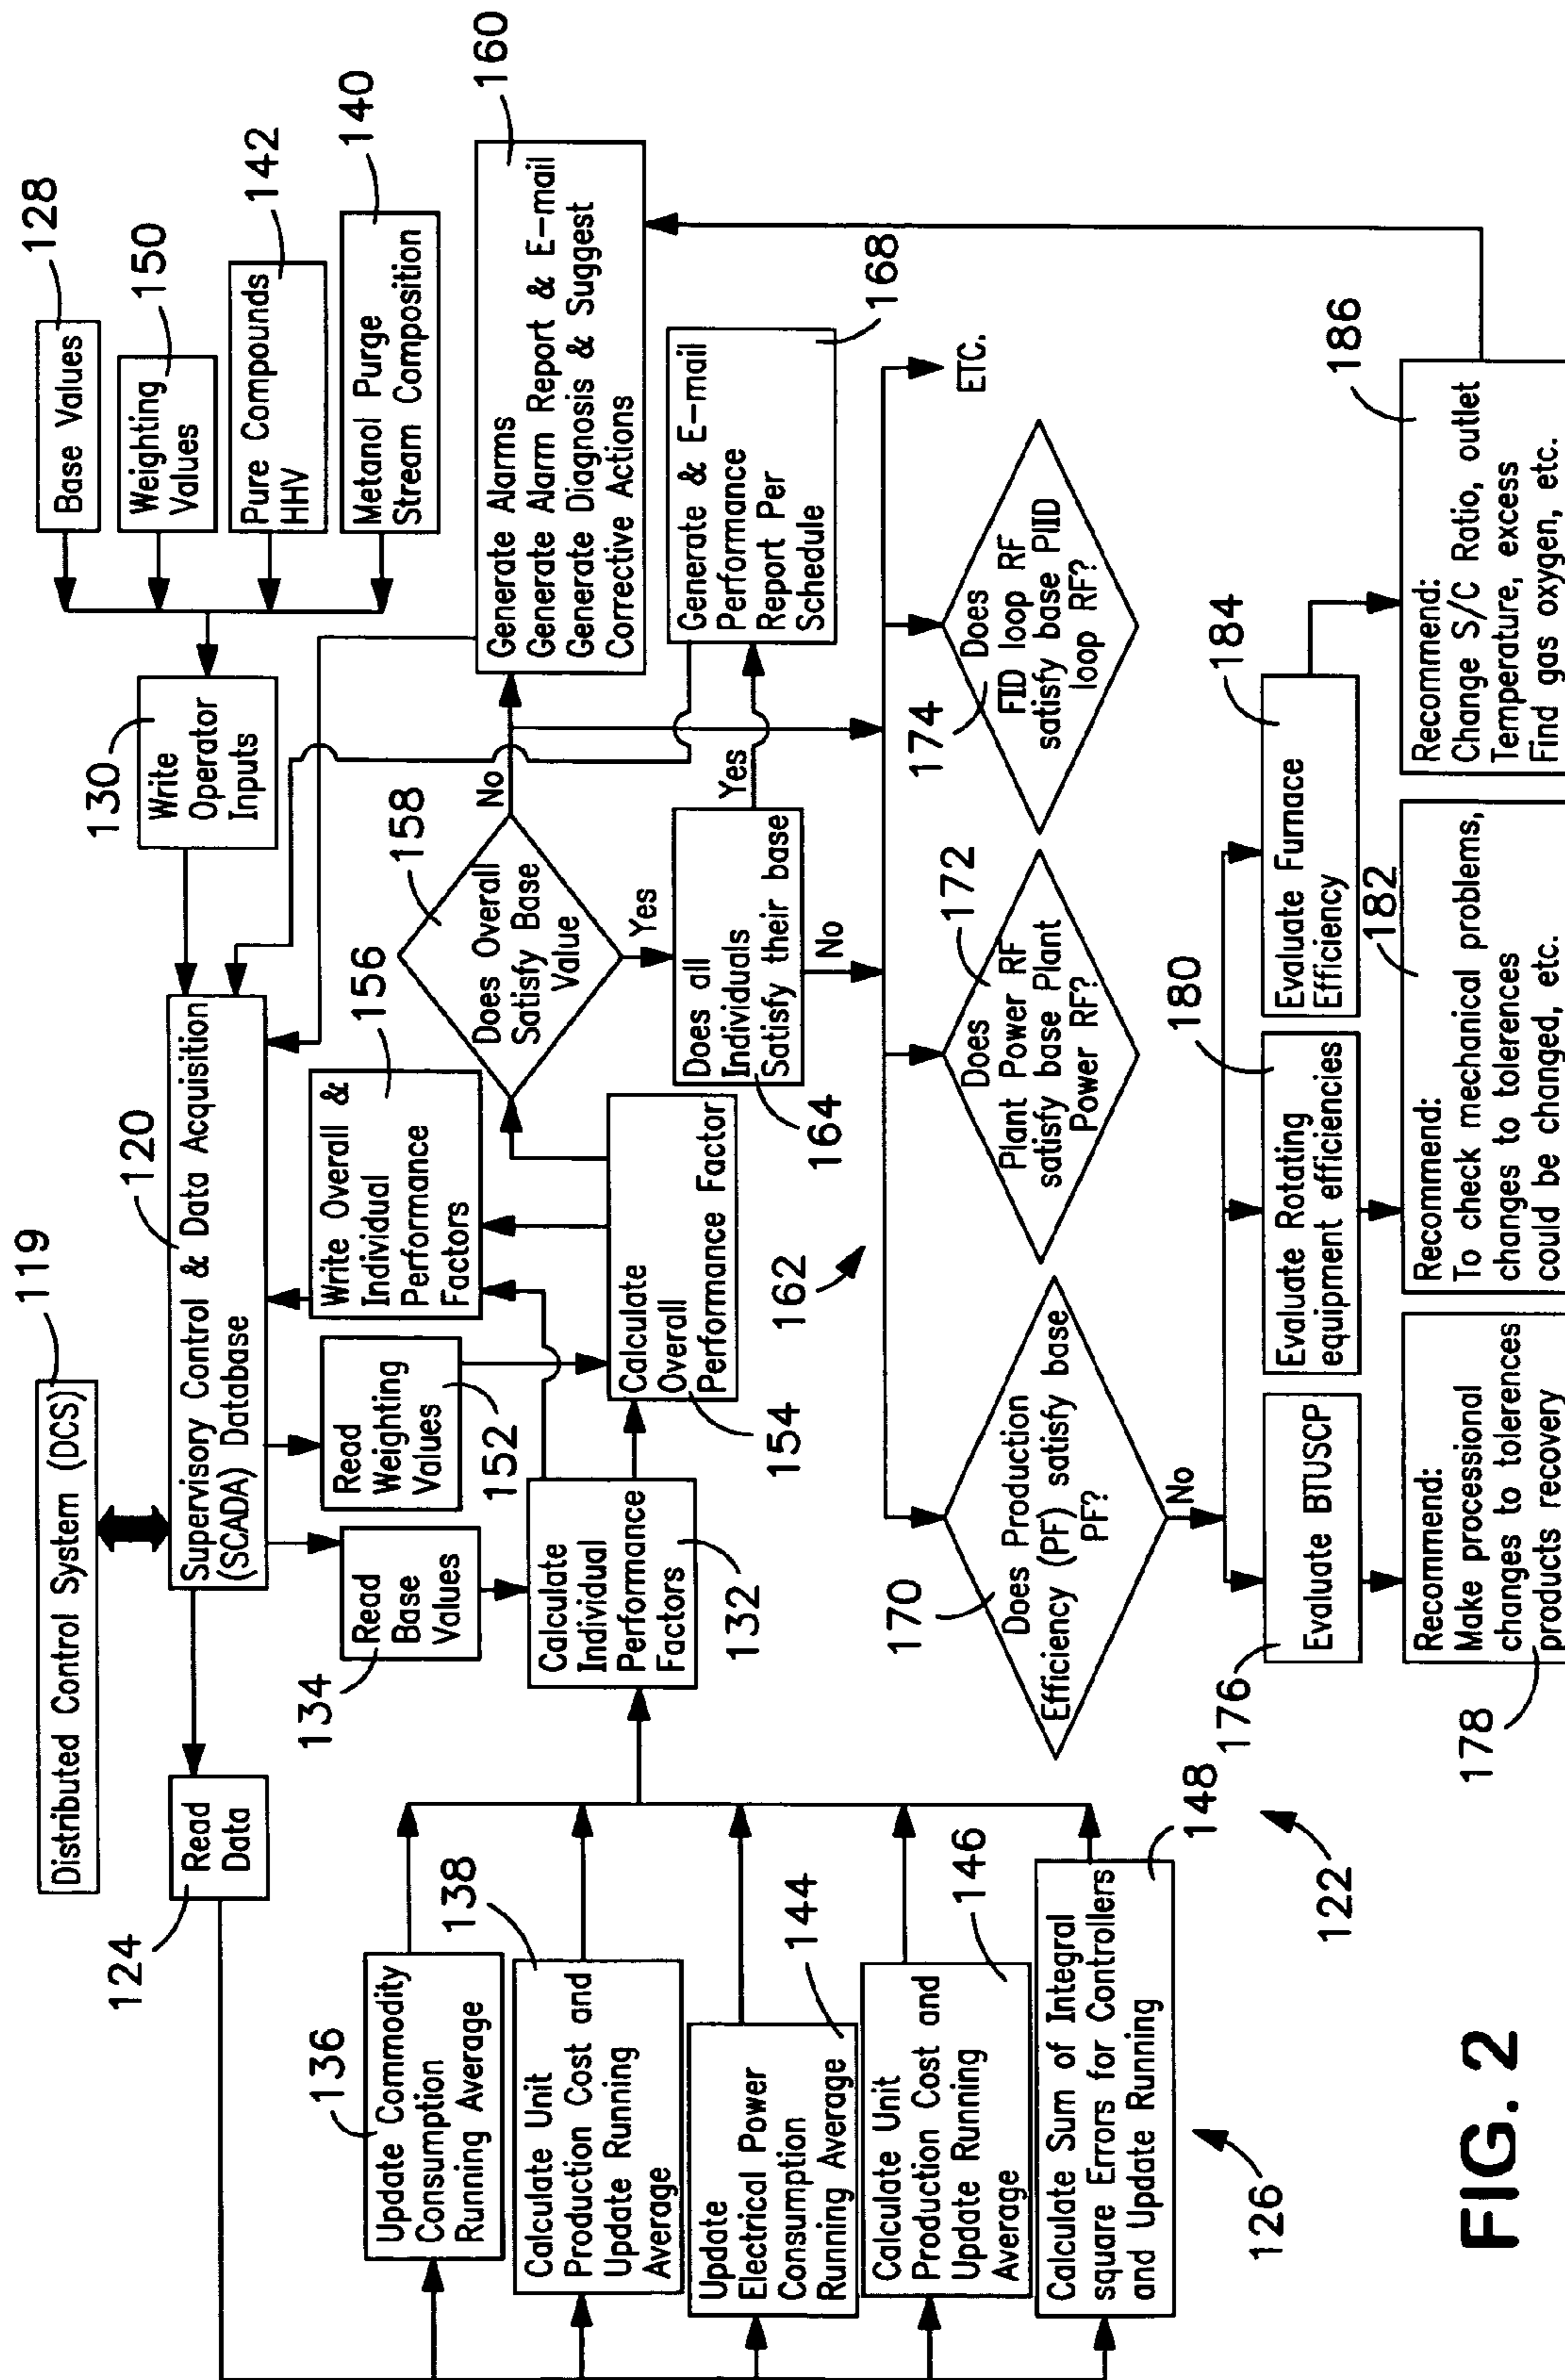 Distributed Control System (DCS)
119
120
Supervisory Control & Data Acquisition
(SCADA) Database
124
Read
Data
130
Write
Operator
Inputs
Base Values
128
Weighting
Values
150
Pure Compounds
HHV
142
Metanol Purge
Stream Composition
140
134
Read
Base
Values
Read
Weighting
Values
152
Write Overall &
Individual
Performance
Factors
156
136
Update Commodity
Consumption
Running Average
Calculate Unit
Production Cost and
Update Running
Average
138
Update
Electrical Power
Consumption
Running Average
144
Calculate Unit
Production Cost and
Update Running
Average
146
Calculate Sum of Integral
square Errors for Controllers
and Update Running
148
126
122
Calculate
Individual
Performance
Factors
132
Calculate
Overall
Performance Factor
154
158
Does Overall
Satisfy Base
Value
No
Yes
Does all
Individuals
Satisfy their base
164
Yes
No
Generate Alarms
Generate Alarm Report & E-mail
Generate Diagnosis & Suggest
Corrective Actions
160
Generate & E-mail
Performance
Report Per
Schedule
168
162
170
Does Production
Efficiency (PF) satisfy base
PF?
No
172
Does
Plant Power RF
satisfy base Plant
Power RF?
174
Does
FID loop RF
satisfy base PIID
loop RF?
ETC.
176
Evaluate BTUSCP
180
Evaluate Rotating
equipment efficiencies
184
Evaluate Furnace
Efficiency
Recommend:
Make processional
changes to tolerences
products recovery
178
Recommend:
To check mechanical problems,
changes to tolerences
could be changed, etc.
182
Recommend:
Change S/C Ratio, outlet
Temperature, excess
Find gas oxygen, etc.
186
FIG. 2